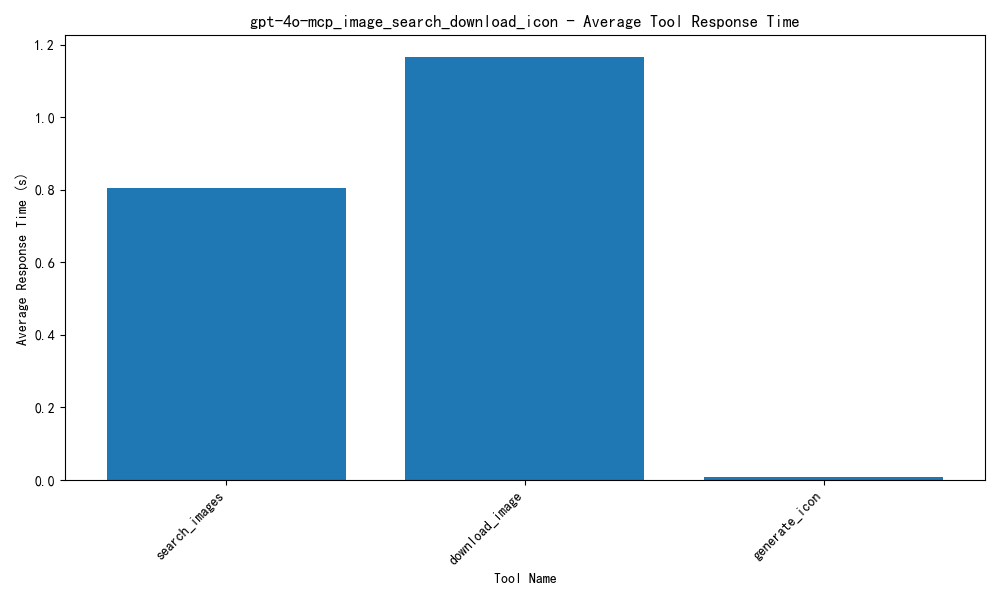 gpt-4o-mcp_image_search_download_icon - Average Tool Response Time
Average Response Time (s)
1.2
1.0
0.8
0.6
0.4
0.2
0.0
search_images
download_image
generate_icon
Tool Name